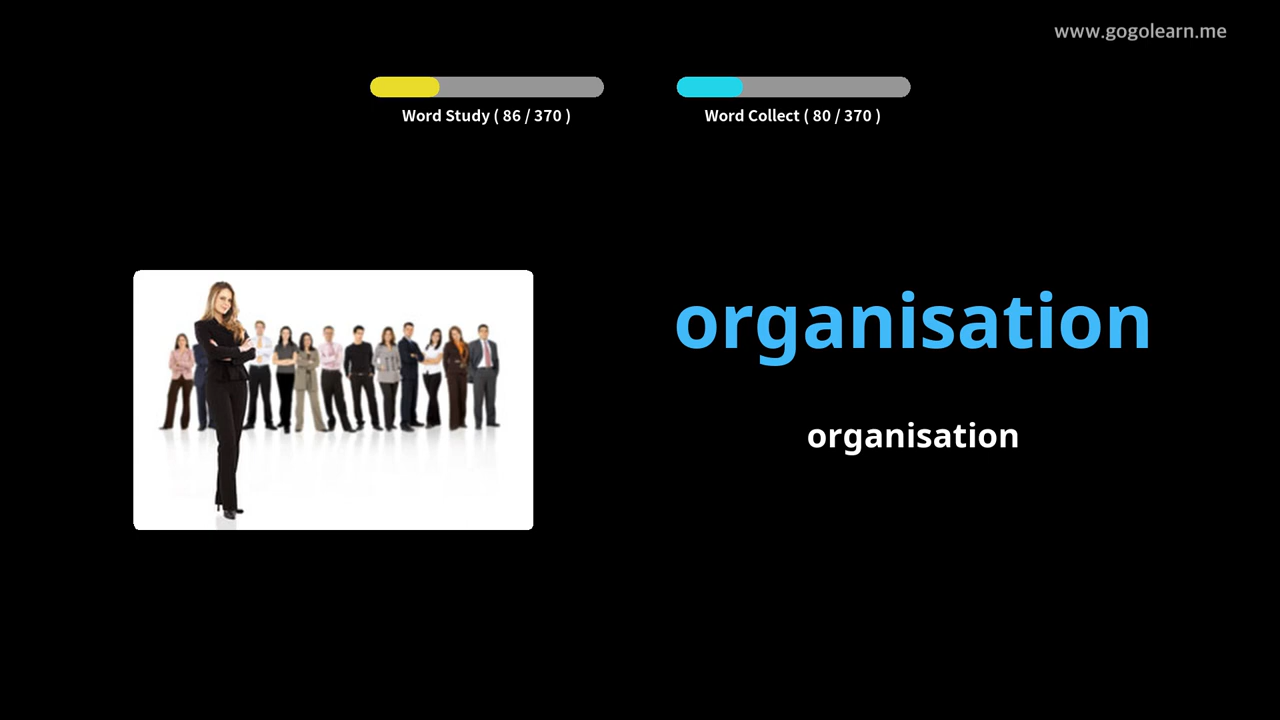 www.gogolearn.me
Word Study ( 86 / 370 )
Word Collect ( 80 / 370 )
organisation
organisation